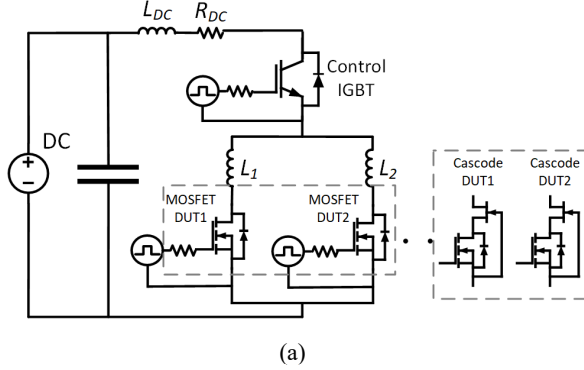 L_DC R_DC
Control
IGBT
DC
L_1
L_2
MOSFET
DUT1
MOSFET
DUT2
Cascode
DUT1
Cascode
DUT2
(a)